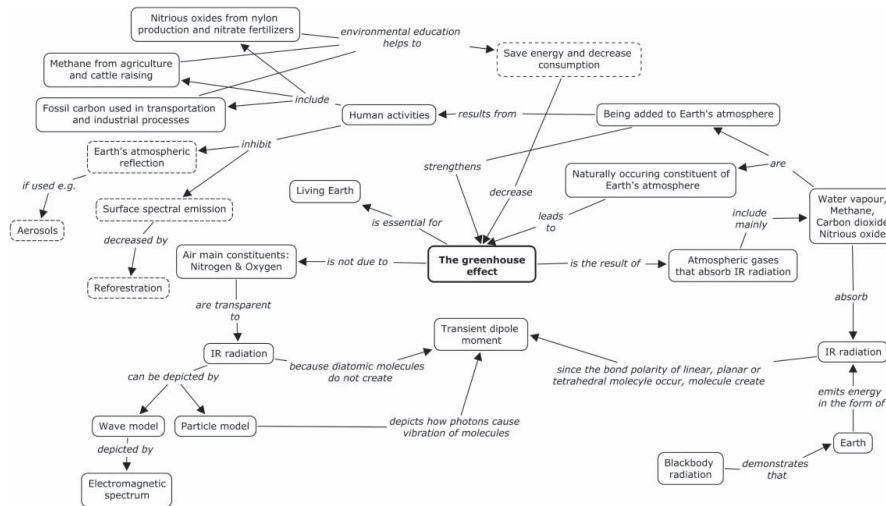 Nitrious oxides from nylon
production and nitrate fertilizers
environmental education
helps to
Methane from agriculture
and cattle raising
Save energy and decrease
consumption
Fossil carbon used in transportation
and industrial processes
include
Human activities
results from
Being added to Earth's atmosphere
inhibit
Earth's atmospheric
reflection
strengthens
are
if used e.g.
Living Earth
decrease
Naturally occuring constituent of
Earth's atmosphere
Surface spectral emission
is essential for
leads
to
include
mainly
Water vapour,
Methane,
Carbon dioxide
Nitrious oxide
Aerosols
decreased by
Air main constituents:
Nitrogen & Oxygen
is not due to
The greenhouse
effect
is the result of
Atmospheric gases
that absorb IR radiation
Reforestration
are transparent
to
absorb
Transient dipole
moment
IR radiation
because diatomic molecules
do not create
since the bond polarity of linear, planar or
tetrahedral molecyle occur, molecule create
IR radiation
can be depicted by
emits energy
in the form of
Wave model
Particle model
depicts how photons cause
vibration of molecules
Earth
depicted by
Blackbody
radiation
demonstrates
that
Electromagnetic
spectrum